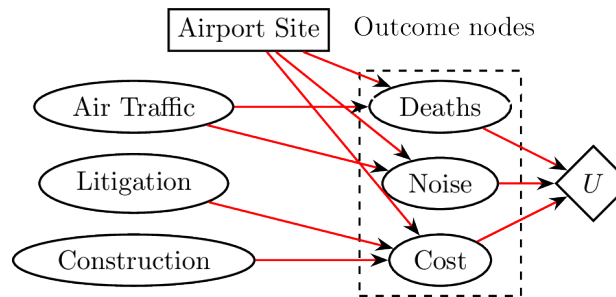 Airport Site
Outcome nodes
Air Traffic
Deaths
Litigation
Noise
U
Construction
Cost